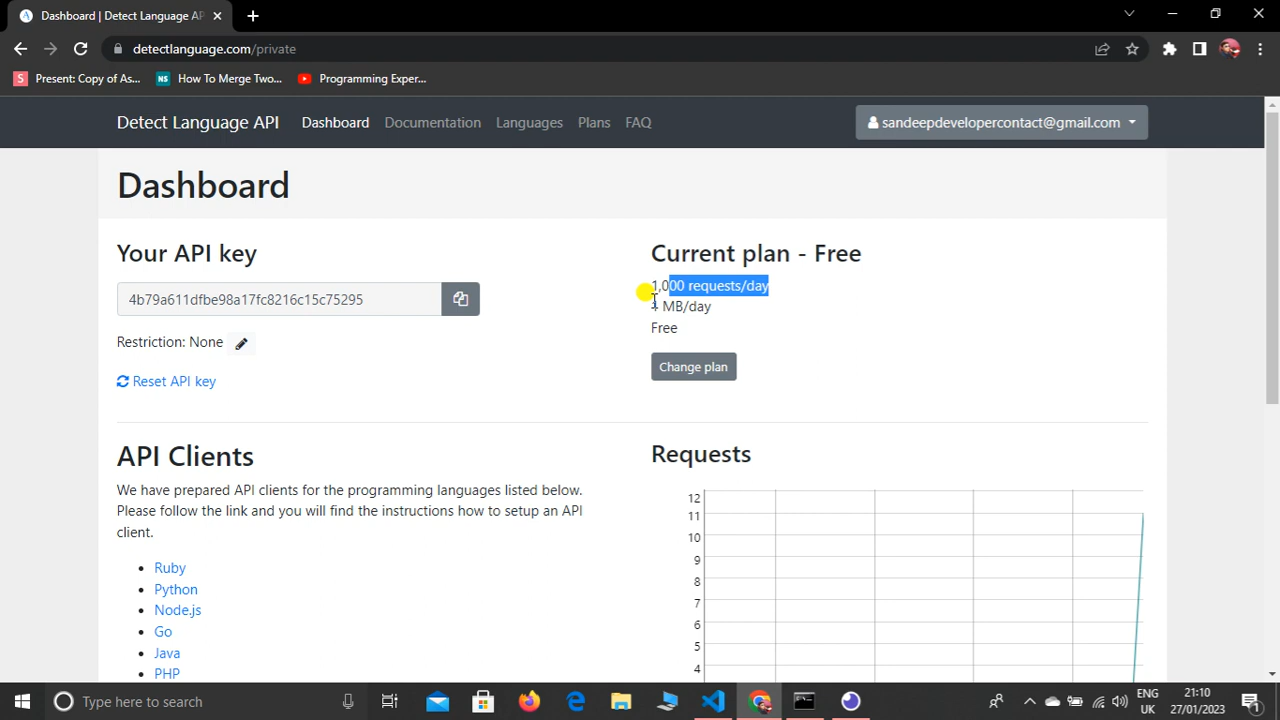 Dashboard | Detect Language AP
detectlanguage.com/private
Present: Copy of As...
How To Merge Two...
Programming Exper...
Detect Language API
Dashboard
Documentation
Languages
Plans
FAQ
sandeepdevelopercontact@gmail.com
Dashboard
Your API key
4b79a611dfbe98a17fc8216c15c75295
Restriction: None
Reset API key
Current plan - Free
1,000 requests/day
1 MB/day
Free
Change plan
API Clients
We have prepared API clients for the programming languages listed below.
Please follow the link and you will find the instructions how to setup an API
client.
Ruby
Python
Node.js
Go
Java
PHP
Requests
12
11
10
9
8
7
6
5
4
Type here to search
ENG
UK
21:10
27/01/2023
1